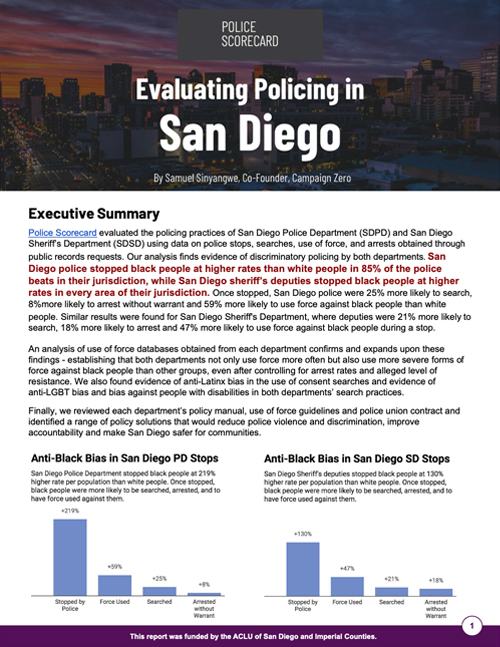 POLICE
SCORECARD
Evaluating Policing in
San Diego
By Samuel Sinyangwe, Co-Founder, Campaign Zero
Executive Summary
Police Scorecard evaluated the policing practices of San Diego Police Department (SDPD) and San Diego
Sheriff's Department (SDSD) using data on police stops, searches, use of force, and arrests obtained through
public records requests. Our analysis finds evidence of discriminatory policing by both departments. San
Diego police stopped black people at higher rates than white people in 85% of the police
beats in their jurisdiction, while San Diego sheriff's deputies stopped black people at higher
rates in every area of their jurisdiction. Once stopped, San Diego police were 25% more likely to search,
8%more likely to arrest without warrant and 59% more likely to use force against black people than white
people. Similar results were found for San Diego Sheriff's Department, where deputies were 21% more likely to
search, 18% more likely to arrest and 47% more likely to use force against black people during a stop.
An analysis of use of force databases obtained from each department confirms and expands upon these
findings - establishing that both departments not only use force more often but also use more severe forms of
force against black people than other groups, even after controlling for arrest rates and alleged level of
resistance. We also found evidence of anti-Latinx bias in the use of consent searches and evidence of
anti-LGBT bias and bias against people with disabilities in both departments' search practices.
Finally, we reviewed each department's policy manual, use of force guidelines and police union contract and
identified a range of policy solutions that would reduce police violence and discrimination, improve
accountability and make San Diego safer for communities.
Anti-Black Bias in San Diego PD Stops
San Diego Police Department stopped black people at 219%
higher rate per population than white people. Once stopped,
black people were more likely to be searched, arrested, and to
have force used against them.
+219%
+59%
+25%
+8%
Stopped by
Police
Force Used
Searched
Arrested
without
Warrant
Anti-Black Bias in San Diego SD Stops
San Diego Sheriff's deputies stopped black people at 130%
higher rate per population than white people. Once stopped,
black people were more likely to be searched, arrested, and to
have force used against them.
+130%
+47%
+21%
+18%
Stopped by
Police
Force Used
Searched
Arrested
without
Warrant
This report was funded by the ACLU of San Diego and Imperial Counties.
1